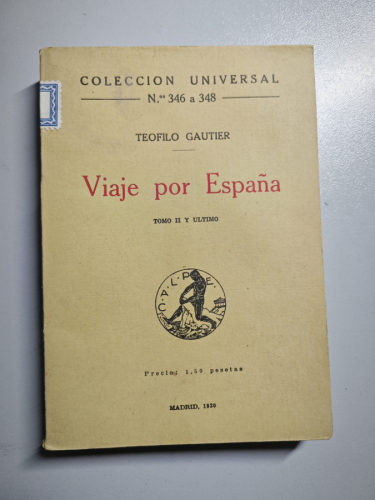 COLECCION UNIVERSAL
N.os 346 a 348
TEOFILO GAUTIER
Viaje por España
TOMO II Y ULTIMO
CALPE
Precio: 1,50 pesetas
MADRID, 1920